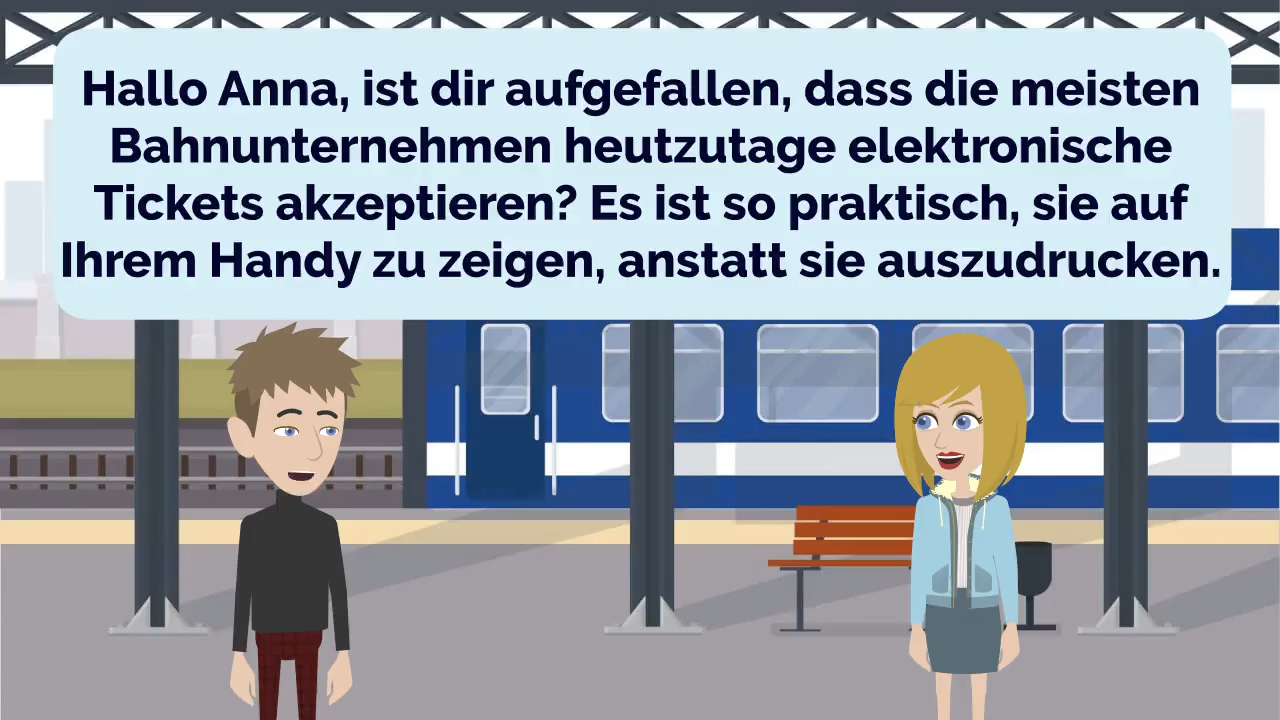 Hallo Anna, ist dir aufgefallen, dass die meisten
Bahnunternehmen heutzutage elektronische
Tickets akzeptieren? Es ist so praktisch, sie auf
Ihrem Handy zu zeigen, anstatt sie auszudrucken.